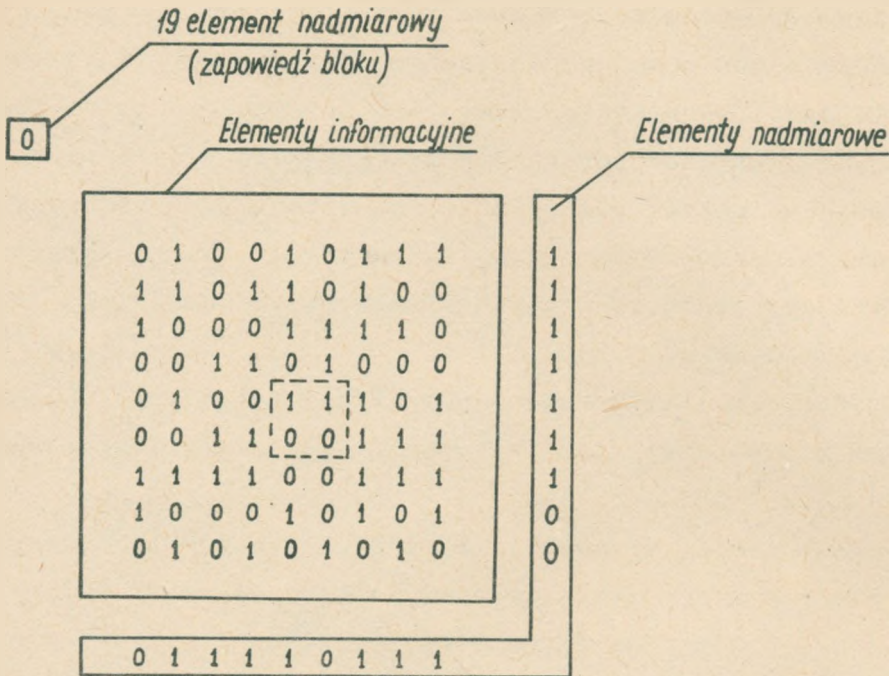 19 element nadmiarowy
(zapowiedź bloku)
0
Elementy informacyjne
Elementy nadmiarowe
0 1 0 0 1 0 1 1 1 1
1 1 0 1 1 0 1 0 0 1
1 0 0 0 1 1 1 1 0 1
0 0 1 1 0 1 0 0 0 1
0 1 0 0 1 1 1 0 1 1
0 0 1 1 0 0 1 1 1 1
1 1 1 1 0 0 1 1 1 1
1 0 0 0 1 0 1 0 1 0
0 1 0 1 0 1 0 1 0 0
0 1 1 1 1 0 1 1 1